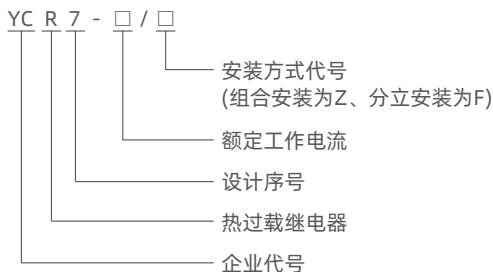 YC R 7 - □ / □
安装方式代号
(组合安装为Z、分立安装为F)
额定工作电流
设计序号
热过载继电器
企业代号